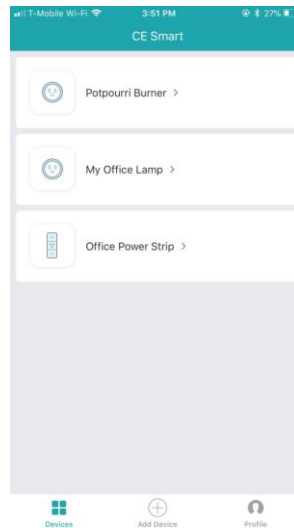 T-Mobile Wi-Fi 3:51 PM 27%
CE Smart
Potpourri Burner >
My Office Lamp >
Office Power Strip >
Devices Add Device Profile